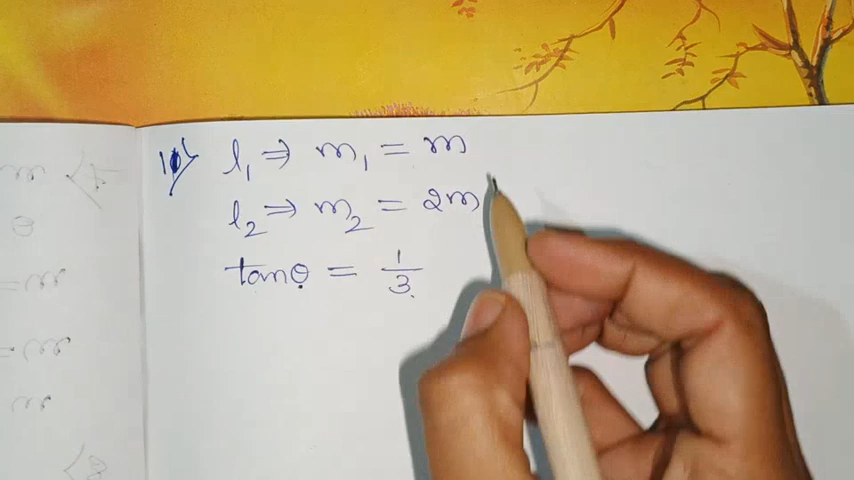 10) l₁ ⇒ m₁ = m
l₂ ⇒ m₂ = 2m
tanθ = 1/3